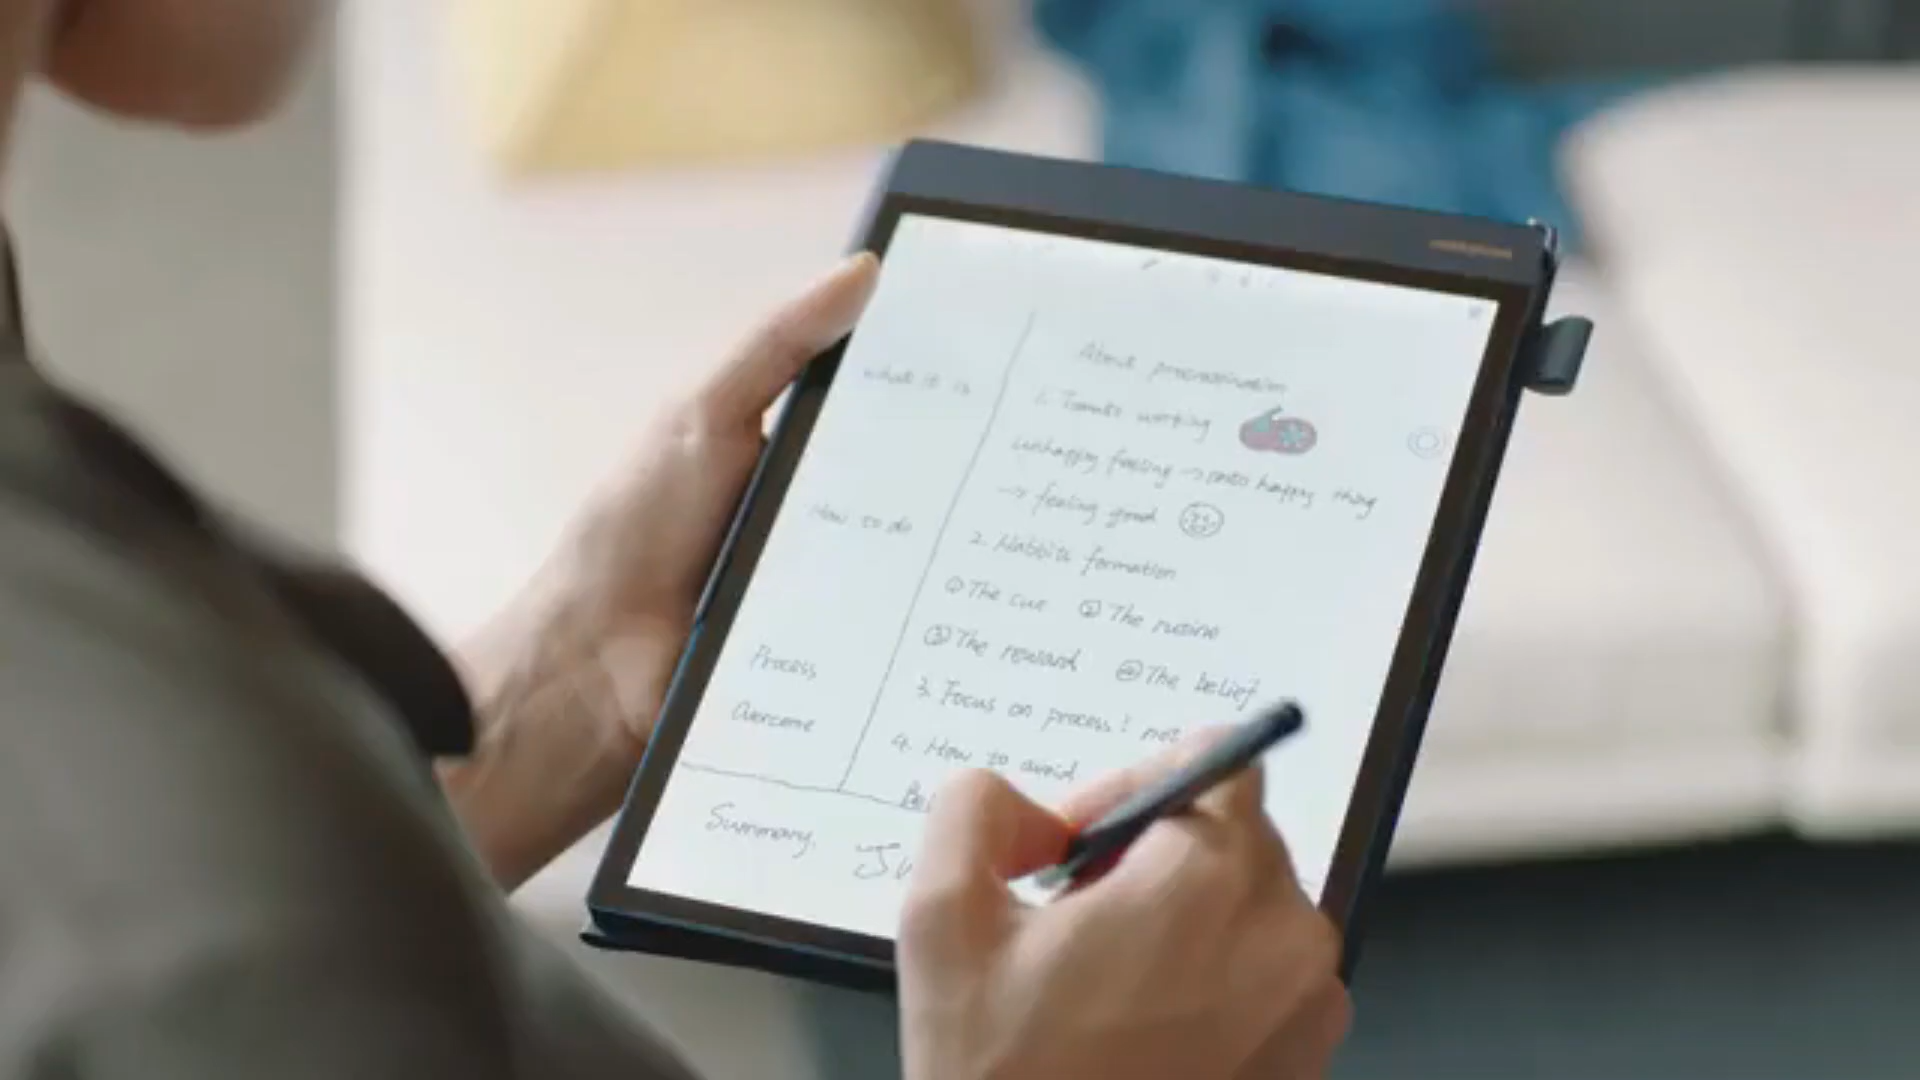 About procrastination
what it is
1. Tomato working
unhappy feeling → onto happy thing
→ feeling good
How to do
2. Habbits formation
① The cue ② The rutine
③ The reward ④ The belief
Process
3. Focus on process! not
Overcome
4. How to avoid
Summary.